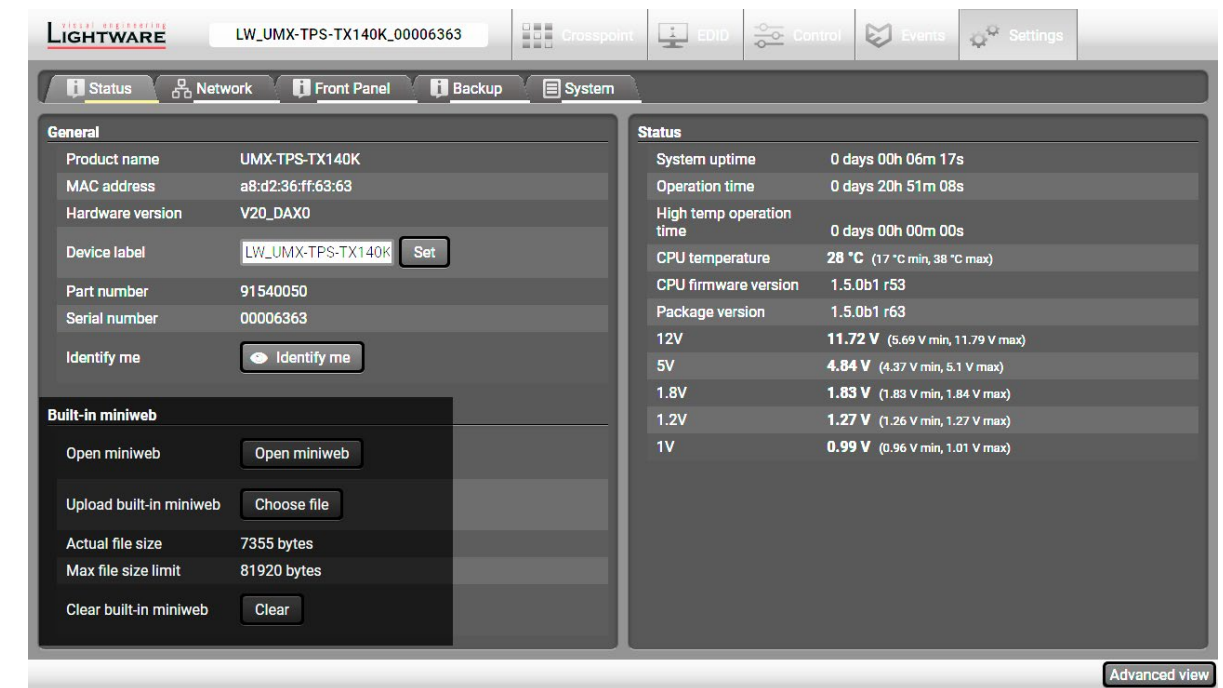 visual engineering
LIGHTWARE
LW_UMX-TPS-TX140K_00006363
Crosspoint
EDID
Control
Events
Settings
Status
Network
Front Panel
Backup
System
General
Product name UMX-TPS-TX140K
MAC address a8:d2:36:ff:63:63
Hardware version V20_DAX0
Device label LW_UMX-TPS-TX140K Set
Part number 91540050
Serial number 00006363
Identify me Identify me
Built-in miniweb
Open miniweb Open miniweb
Upload built-in miniweb Choose file
Actual file size 7355 bytes
Max file size limit 81920 bytes
Clear built-in miniweb Clear
Status
System uptime 0 days 00h 06m 17s
Operation time 0 days 20h 51m 08s
High temp operation
time 0 days 00h 00m 00s
CPU temperature 28 °C (17 °C min, 38 °C max)
CPU firmware version 1.5.0b1 r53
Package version 1.5.0b1 r63
12V 11.72 V (5.69 V min, 11.79 V max)
5V 4.84 V (4.37 V min, 5.1 V max)
1.8V 1.83 V (1.83 V min, 1.84 V max)
1.2V 1.27 V (1.26 V min, 1.27 V max)
1V 0.99 V (0.96 V min, 1.01 V max)
Advanced view